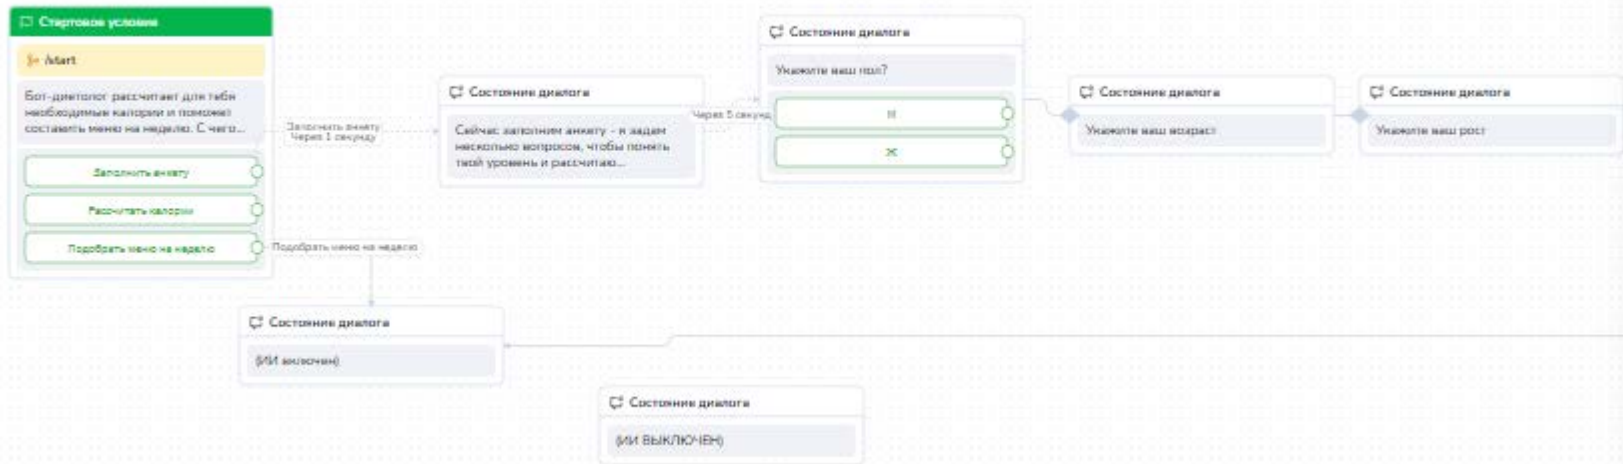 Стартовое условие
/start
Бот-диетолог рассчитает для тебя
необходимые калории и поможет
составить меню на неделю. С чего...
Заполнить анкету
Рассчитать калории
Подобрать меню на неделю
Заполнить анкету
Через 1 секунду
Подобрать меню на неделю
Состояние диалога
Сейчас заполним анкету - я задам
несколько вопросов, чтобы понять
твой уровень и рассчитаю...
Через 5 секунд
Состояние диалога
Укажите ваш пол?
М
Ж
Состояние диалога
Укажите ваш возраст
Состояние диалога
Укажите ваш рост
Состояние диалога
(ИИ включен)
Состояние диалога
(ИИ ВЫКЛЮЧЕН)